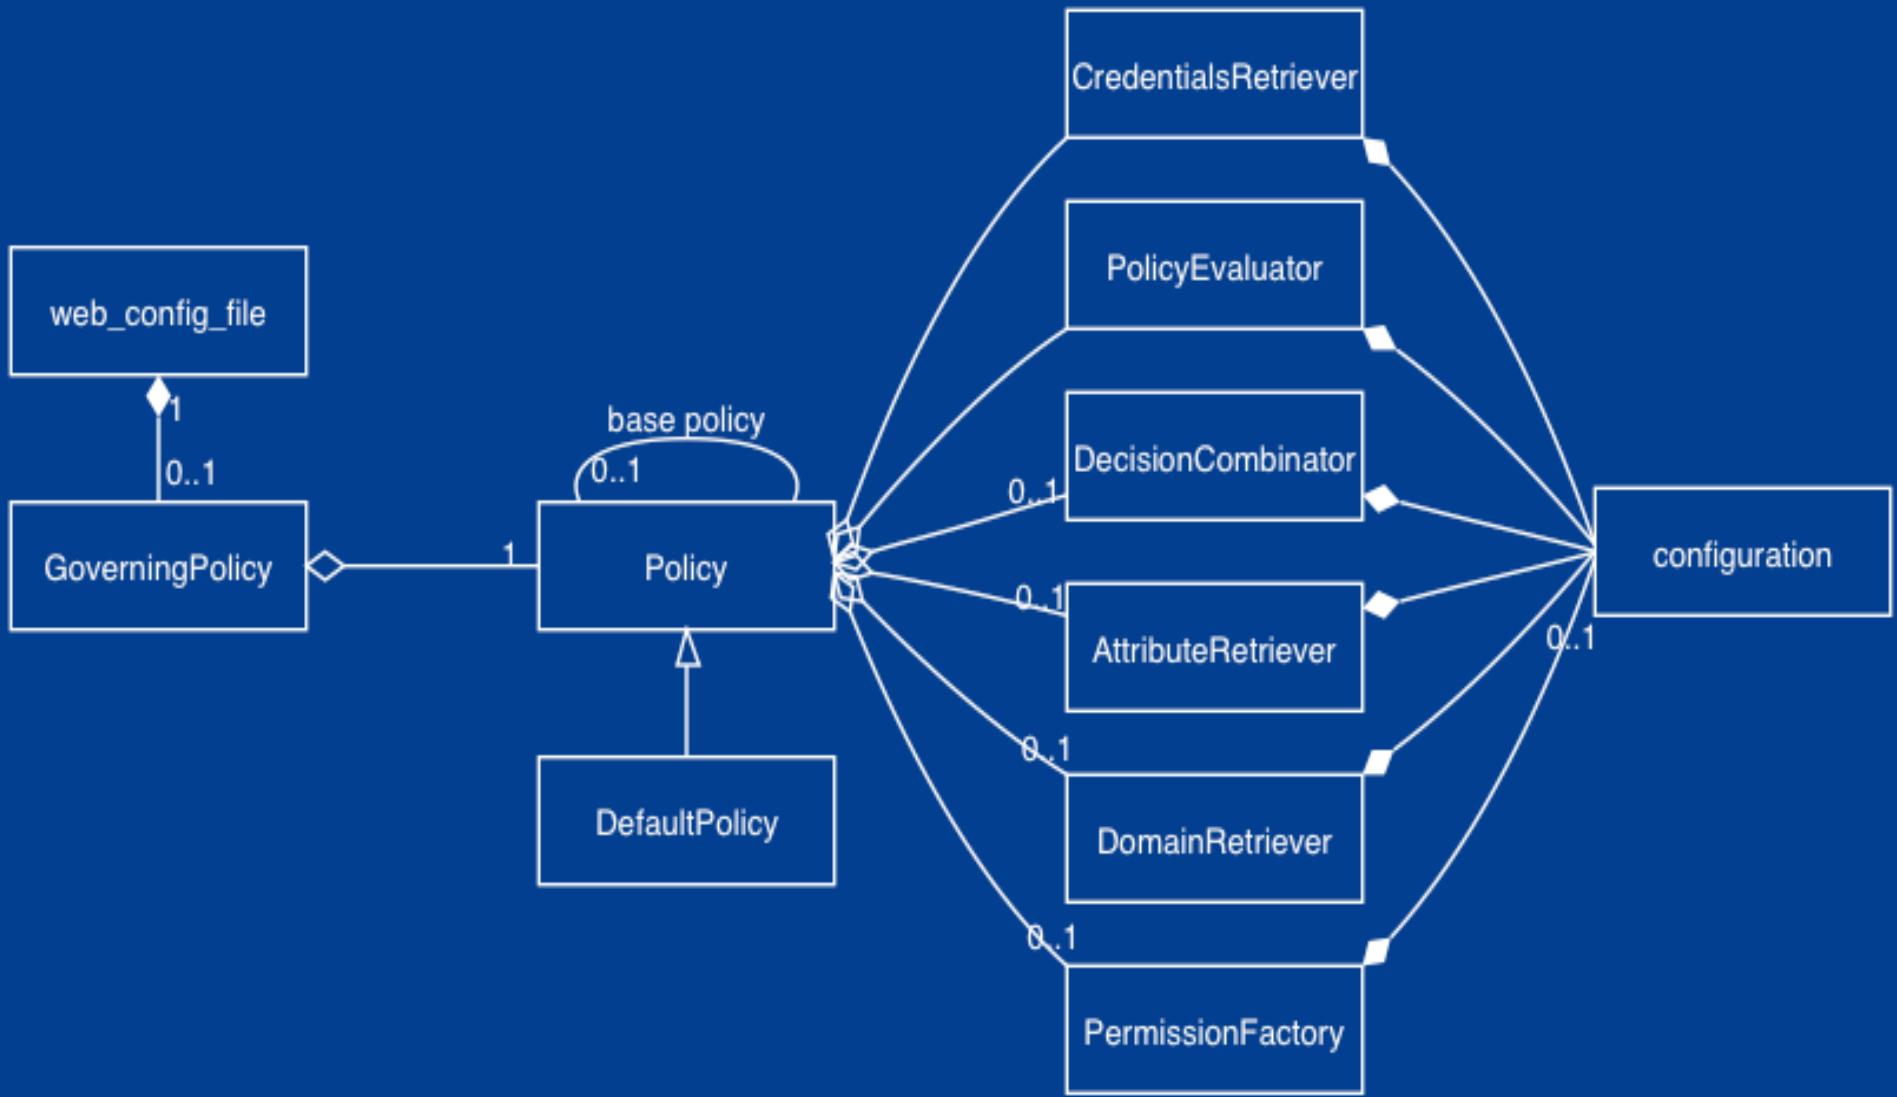 CredentialsRetriever
PolicyEvaluator
web_config_file
1
0..1
base policy
0..1
DecisionCombinator
0..1
GoverningPolicy
1
Policy
configuration
0..1
AttributeRetriever
0..1
0..1
DomainRetriever
DefaultPolicy
0..1
PermissionFactory